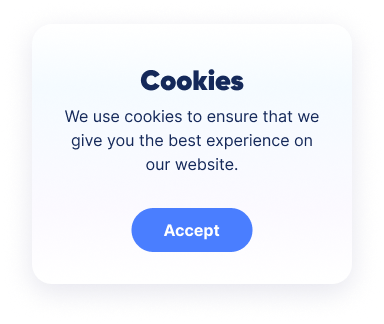 Cookies
We use cookies to ensure that we
give you the best experience on
our website.
Accept